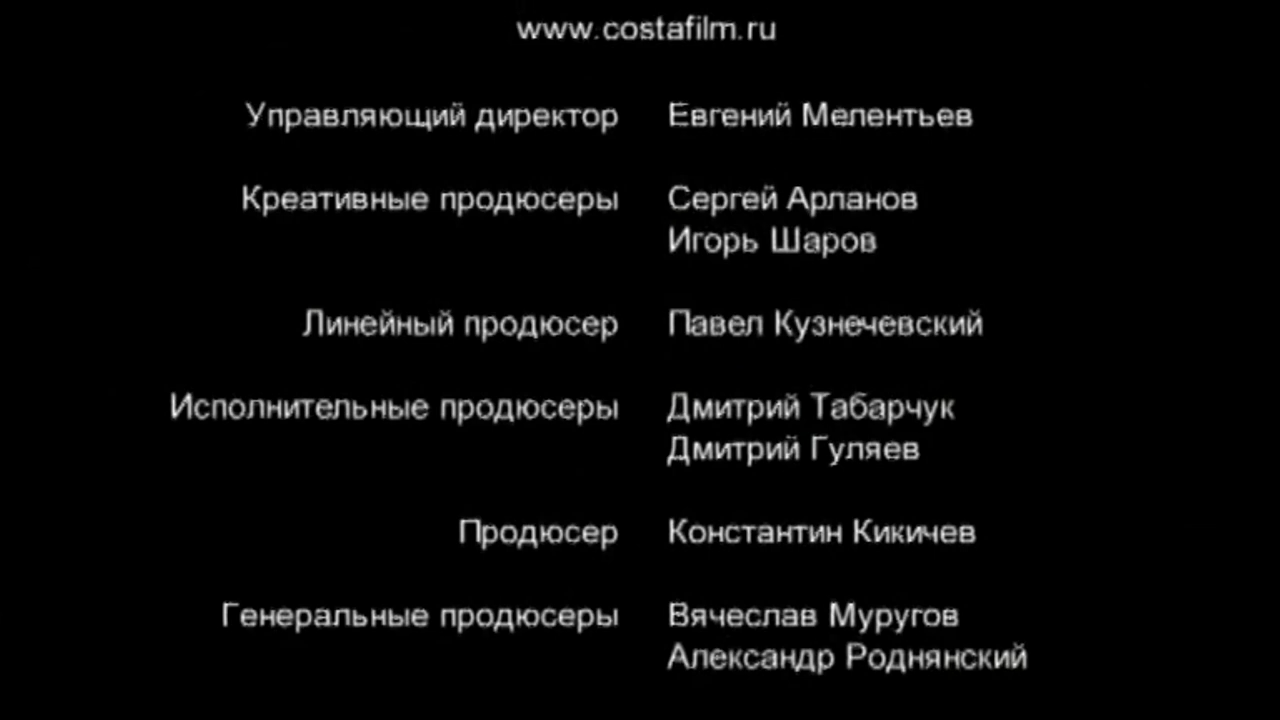 www.costafilm.ru
Управляющий директор Евгений Мелентьев
Креативные продюсеры Сергей Арланов
Игорь Шаров
Линейный продюсер Павел Кузнечевский
Исполнительные продюсеры Дмитрий Табарчук
Дмитрий Гуляев
Продюсер Константин Кикичев
Генеральные продюсеры Вячеслав Муругов
Александр Роднянский